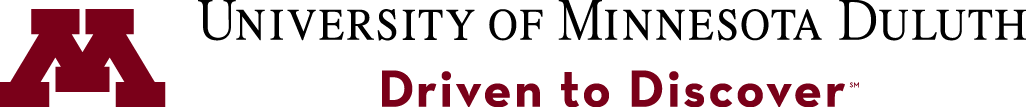 University of Minnesota Duluth
Driven to Discover℠